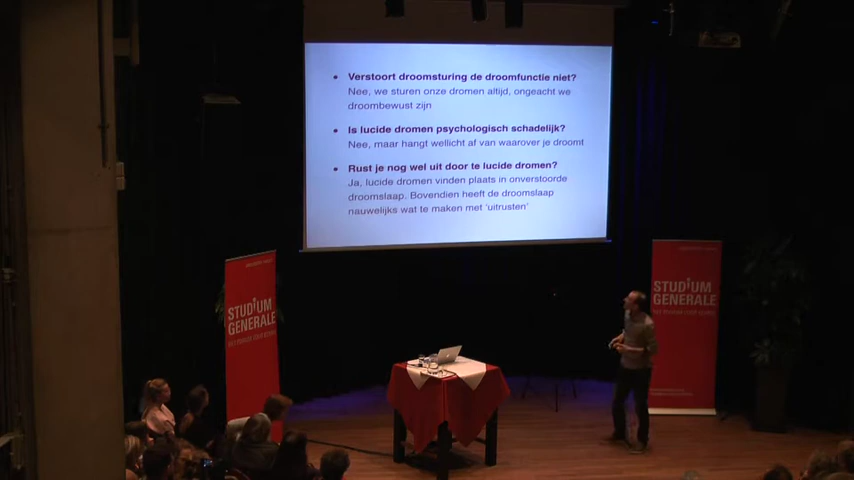 Verstoort droomsturing de droomfunctie niet?
Nee, we sturen onze dromen altijd, ongeacht we
droombewust zijn
Is lucide dromen psychologisch schadelijk?
Nee, maar hangt wellicht af van waarover je droomt
Rust je nog wel uit door te lucide dromen?
Ja, lucide dromen vinden plaats in onverstoorde
droomslaap. Bovendien heeft de droomslaap
nauwelijks wat te maken met 'uitrusten'
STUDIUM
GENERALE
STUDIUM
GENERALE